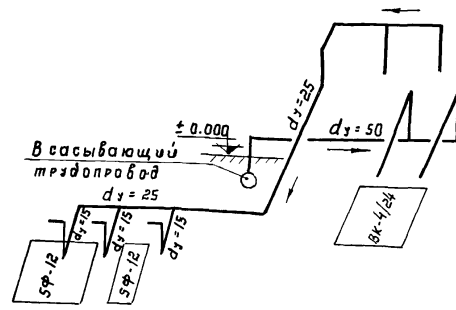 ± 0.000
dу=25
dу=50
Всасывающий
трудопровод
dу = 25
dу=15
dу=15
dу=15
5Ф-12
5Ф-12
ВК-4/24